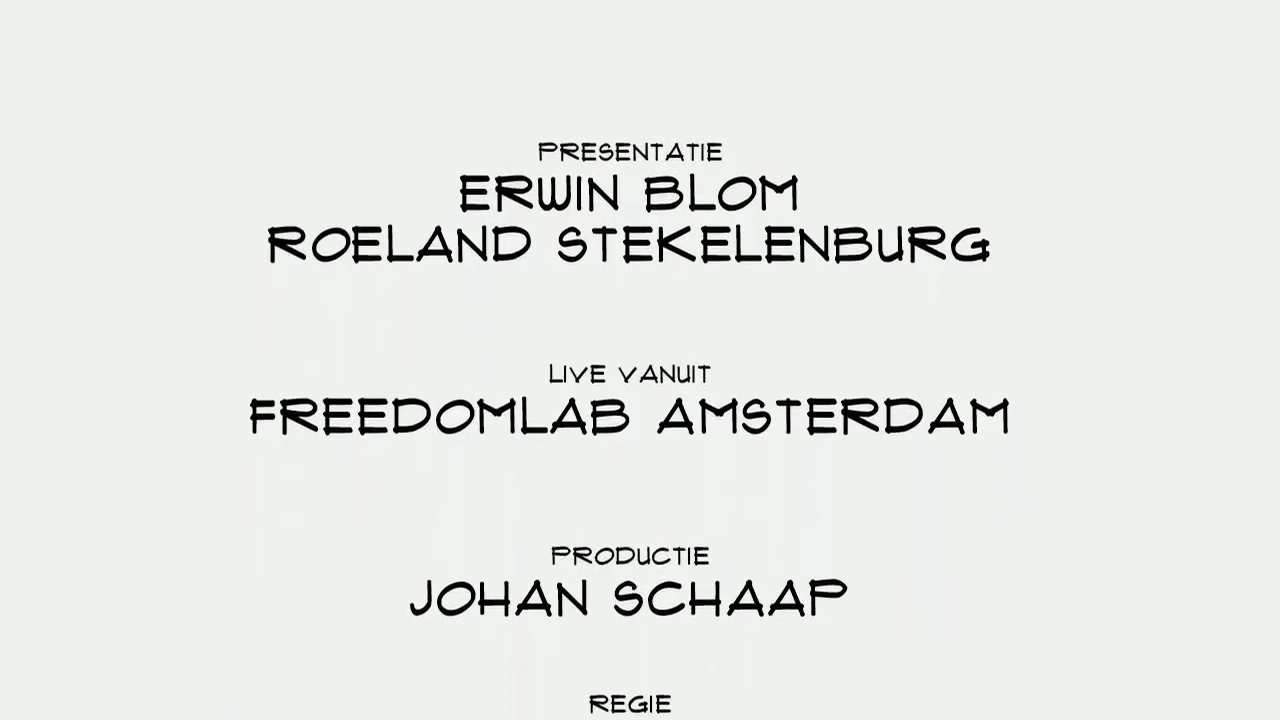 PRESENTATIE
ERWIN BLOM
ROELAND STEKELENBURG
LIVE VANUIT
FREEDOMLAB AMSTERDAM
PRODUCTIE
JOHAN SCHAAP
REGIE